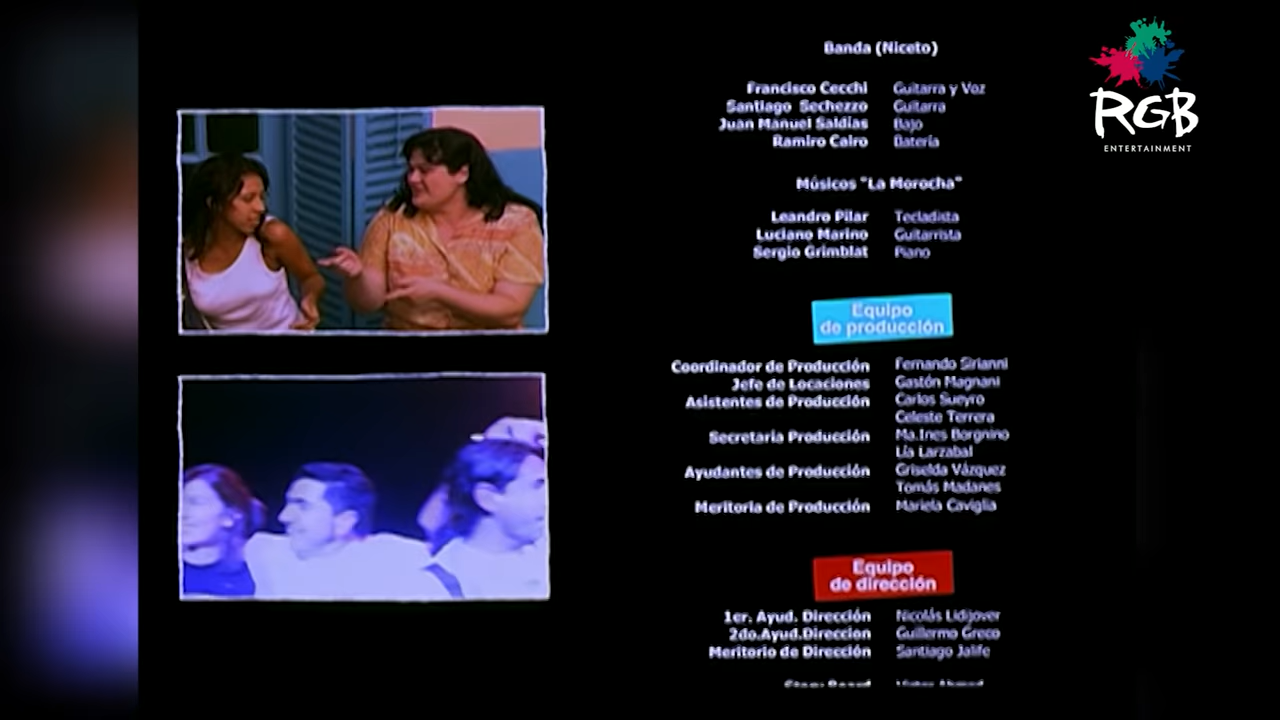 Banda (Niceto)
Francisco Cecchi Guitarra y Voz
Santiago Sechezzo Guitarra
Juan Manuel Saldías Bajo
Ramiro Cairo Batería
Músicos "La Morocha"
Leandro Pilar Tecladista
Luciano Marino Guitarrista
Sergio Grimblat Piano
Equipo
de producción
Coordinador de Producción Fernando Sirianni
Jefe de Locaciones Gastón Magnani
Asistentes de Producción Carlos Sueyro
Celeste Terrera
Secretaria Producción Ma.Ines Borgnino
Lía Larzabal
Ayudantes de Producción Griselda Vázquez
Tomás Madanes
Meritoria de Producción Mariela Caviglia
Equipo
de dirección
1er. Ayud. Dirección Nicolás Lidijover
2do.Ayud.Direccion Guillermo Greco
Meritorio de Dirección Santiago Jalife
RGB
ENTERTAINMENT